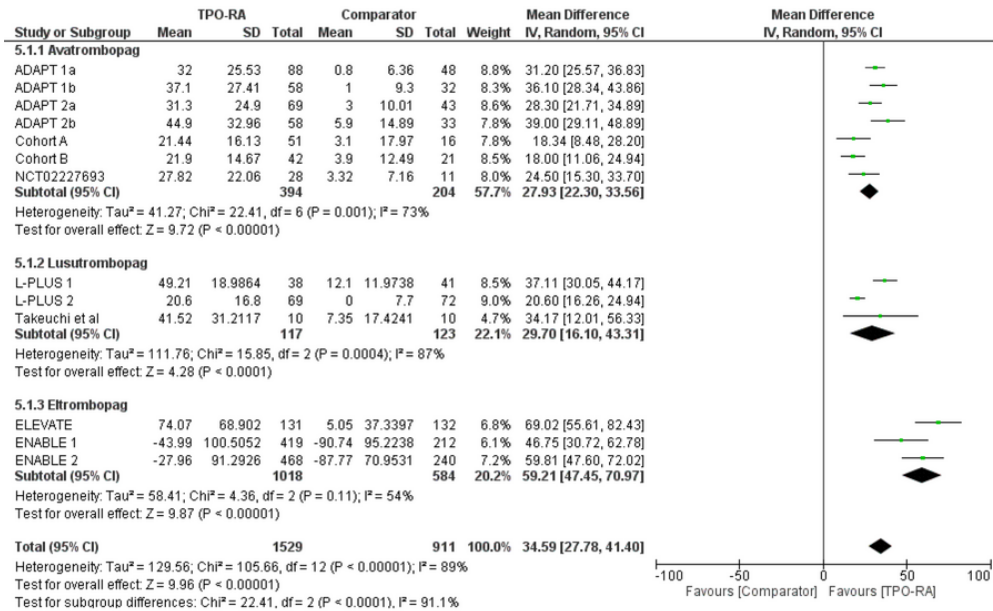 TPO-RA Comparator Mean Difference Mean Difference
Study or Subgroup Mean SD Total Mean SD Total Weight IV, Random, 95% CI IV, Random, 95% CI
5.1.1 Avatrombopag
ADAPT 1a 32 25.53 88 0.8 6.36 48 8.8% 31.20 [25.57, 36.83]
ADAPT 1b 37.1 27.41 58 1 9.3 32 8.3% 36.10 [28.34, 43.86]
ADAPT 2a 31.3 24.9 69 3 10.01 43 8.6% 28.30 [21.71, 34.89]
ADAPT 2b 44.9 32.96 58 5.9 14.89 33 7.8% 39.00 [29.11, 48.89]
Cohort A 21.44 16.13 51 3.1 17.97 16 7.8% 18.34 [8.48, 28.20]
Cohort B 21.9 14.67 42 3.9 12.49 21 8.5% 18.00 [11.06, 24.94]
NCT02227693 27.82 22.06 28 3.32 7.16 11 8.0% 24.50 [15.30, 33.70]
Subtotal (95% CI) 394 204 57.7% 27.93 [22.30, 33.56]
Heterogeneity: Tau² = 41.27; Chi² = 22.41, df = 6 (P = 0.001); I² = 73%
Test for overall effect: Z = 9.72 (P < 0.00001)
5.1.2 Lusutrombopag
L-PLUS 1 49.21 18.9864 38 12.1 11.9738 41 8.5% 37.11 [30.05, 44.17]
L-PLUS 2 20.6 16.8 69 0 7.7 72 9.0% 20.60 [16.26, 24.94]
Takeuchi et al 41.52 31.2117 10 7.35 17.4241 10 4.7% 34.17 [12.01, 56.33]
Subtotal (95% CI) 117 123 22.1% 29.70 [16.10, 43.31]
Heterogeneity: Tau² = 111.76; Chi² = 15.85, df = 2 (P = 0.0004); I² = 87%
Test for overall effect: Z = 4.28 (P < 0.0001)
5.1.3 Eltrombopag
ELEVATE 74.07 68.902 131 5.05 37.3397 132 6.8% 69.02 [55.61, 82.43]
ENABLE 1 -43.99 100.5052 419 -90.74 95.2238 212 6.1% 46.75 [30.72, 62.78]
ENABLE 2 -27.96 91.2926 468 -87.77 70.9531 240 7.2% 59.81 [47.60, 72.02]
Subtotal (95% CI) 1018 584 20.2% 59.21 [47.45, 70.97]
Heterogeneity: Tau² = 58.41; Chi² = 4.36, df = 2 (P = 0.11); I² = 54%
Test for overall effect: Z = 9.87 (P < 0.00001)
Total (95% CI) 1529 911 100.0% 34.59 [27.78, 41.40]
Heterogeneity: Tau² = 129.56; Chi² = 105.66, df = 12 (P < 0.00001); I² = 89%
Test for overall effect: Z = 9.96 (P < 0.00001)
Test for subgroup differences: Chi² = 22.41, df = 2 (P < 0.0001), I² = 91.1%
-100 -50 0 50 100
Favours [Comparator] Favours [TPO-RA]